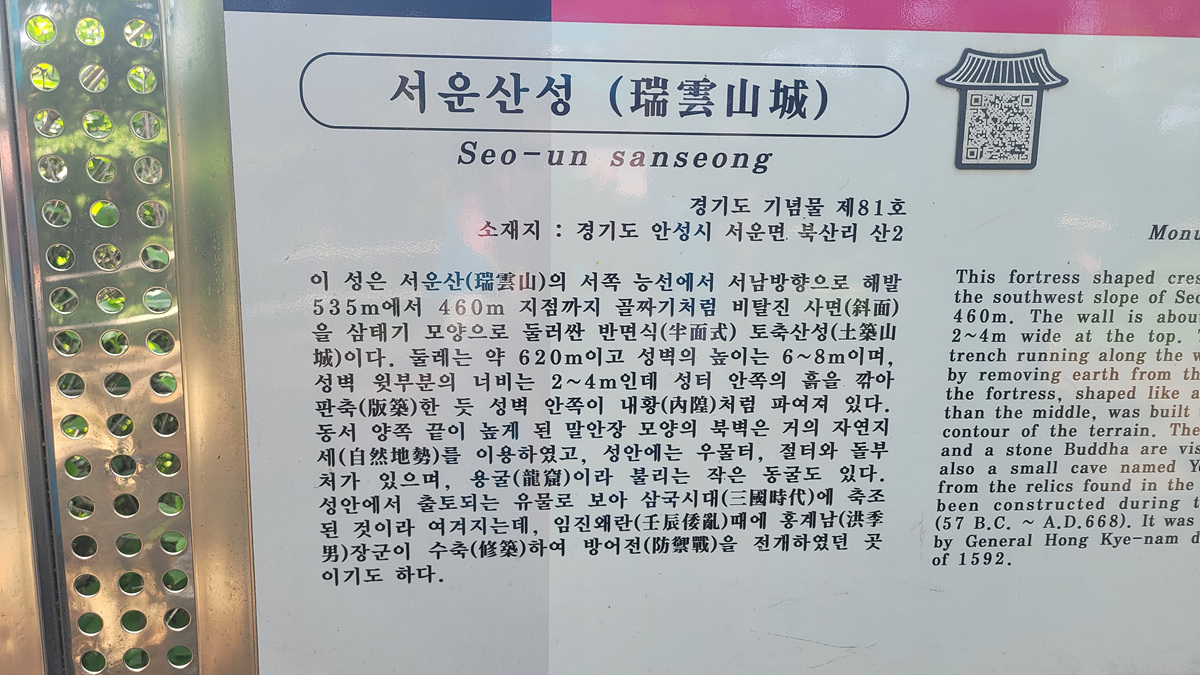 서운산성 (瑞雲山城)
Seo-un sanseong
경기도 기념물 제81호
소재지 : 경기도 안성시 서운면 북산리 산2
이 성은 서운산(瑞雲山)의 서쪽 능선에서 서남방향으로 해발
535m에서 460m 지점까지 골짜기처럼 비탈진 사면(斜面)
을 삼태기 모양으로 둘러싼 반면식(半面式) 토축산성(土築山
城)이다. 둘레는 약 620m이고 성벽의 높이는 6~8m이며,
성벽 윗부분의 너비는 2~4m인데 성터 안쪽의 흙을 깎아
판축(版築)한 듯 성벽 안쪽이 내황(內隍)처럼 파여져 있다.
동서 양쪽 끝이 높게 된 말안장 모양의 북벽은 거의 자연지
세(自然地勢)를 이용하였고, 성안에는 우물터, 절터와 돌부
처가 있으며, 용굴(龍窟)이라 불리는 작은 동굴도 있다.
성안에서 출토되는 유물로 보아 삼국시대(三國時代)에 축조
된 것이라 여겨지는데, 임진왜란(壬辰倭亂)때에 홍계남(洪季
男)장군이 수축(修築)하여 방어전(防禦戰)을 전개하였던 곳
이기도 하다.
This fortress shaped
the southwest slope of
460m. The wall is
2~4m wide at the top.
trench running along the
by removing earth from
the fortress, shaped like
than the middle, was built
contour of the terrain.
and a stone Buddha are
also a small cave named
from the relics found in the
been constructed during
(57 B.C. ~ A.D.668). It was
by General Hong Kye-nam
of 1592.